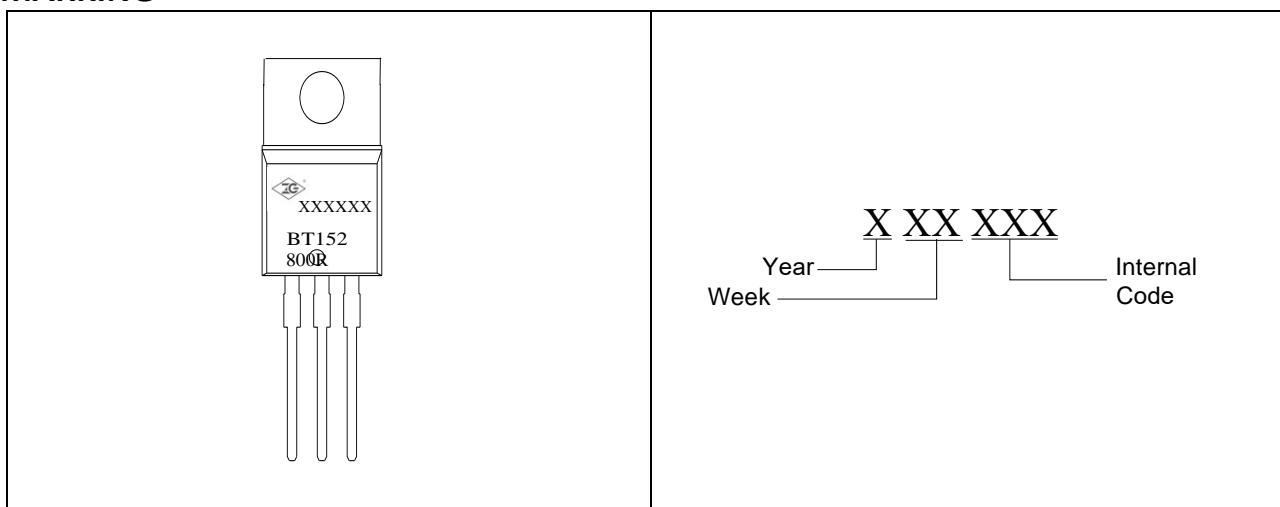 XXXXXX
BT152
800R
X XX XXX
Year
Week
Internal
Code